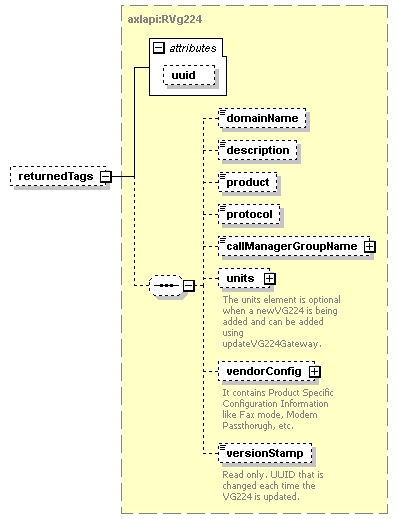 axlapi:RVg224
attributes
uuid
returnedTags
domainName
description
product
protocol
callManagerGroupName
units
The units element is optional
when a newVG224 is being
added and can be added
using
updateVG224Gateway.
vendorConfig
It contains Product Specific
Configuration Information
like Fax mode, Modem
Passthorugh, etc.
versionStamp
Read only. UUID that is
changed each time the
VG224 is updated.